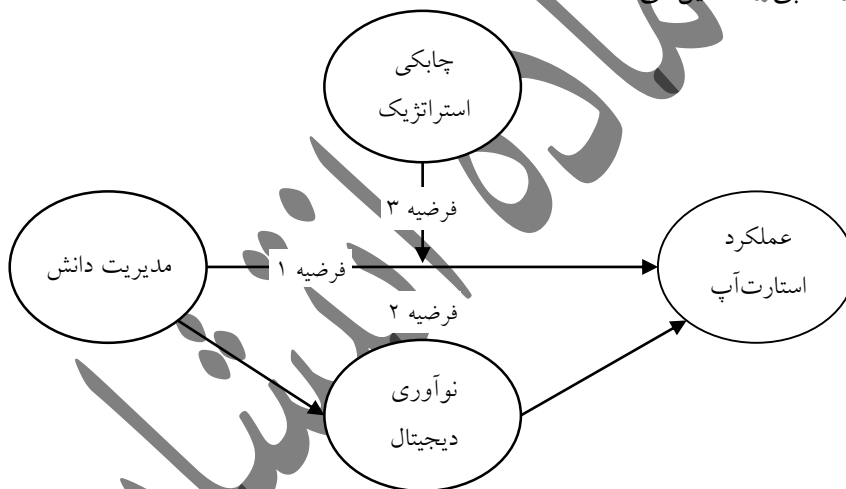 چابکی
استراتژیک
فرضیه ۳
مدیریت دانش
فرضیه ۱
عملکرد
استارت‌آپ
فرضیه ۲
نوآوری
دیجیتال